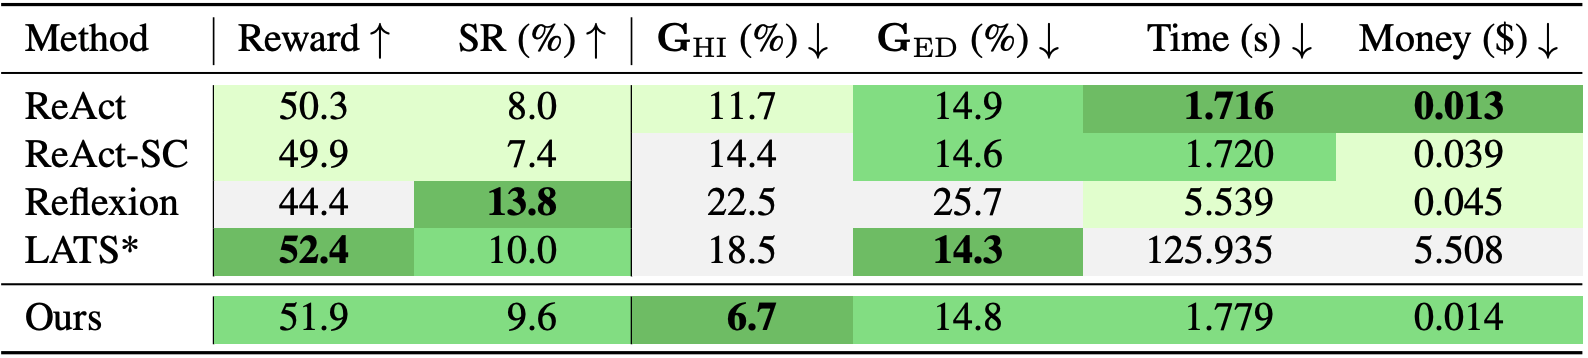 Method Reward ↑ SR (%) ↑ G_HI (%) ↓ G_ED (%) ↓ Time (s) ↓ Money ($) ↓
ReAct 50.3 8.0 11.7 14.9 1.716 0.013
ReAct-SC 49.9 7.4 14.4 14.6 1.720 0.039
Reflexion 44.4 13.8 22.5 25.7 5.539 0.045
LATS* 52.4 10.0 18.5 14.3 125.935 5.508
Ours 51.9 9.6 6.7 14.8 1.779 0.014